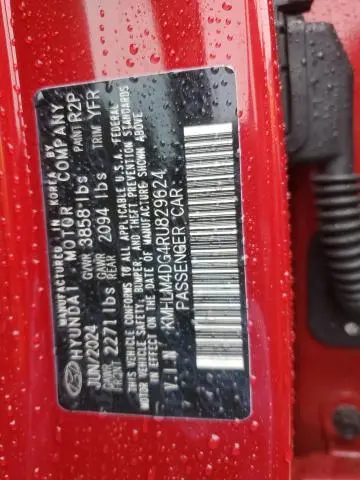 MANUFACTURED IN KOREA BY
HYUNDAI MOTOR COMPANY
JUN/2024 GVWR 3858 lbs PAINT R2P
GAWR FRONT 2271 lbs GAWR REAR 2094 lbs TRIM YFR
THIS VEHICLE CONFORMS TO ALL APPLICABLE U.S.A. FEDERAL
MOTOR VEHICLE SAFETY, BUMPER, AND THEFT PREVENTION STANDARDS
IN EFFECT ON THE DATE OF MANUFACTURE SHOWN ABOVE
V.I.N KMHLM4DG4RU829624
PASSENGER CAR